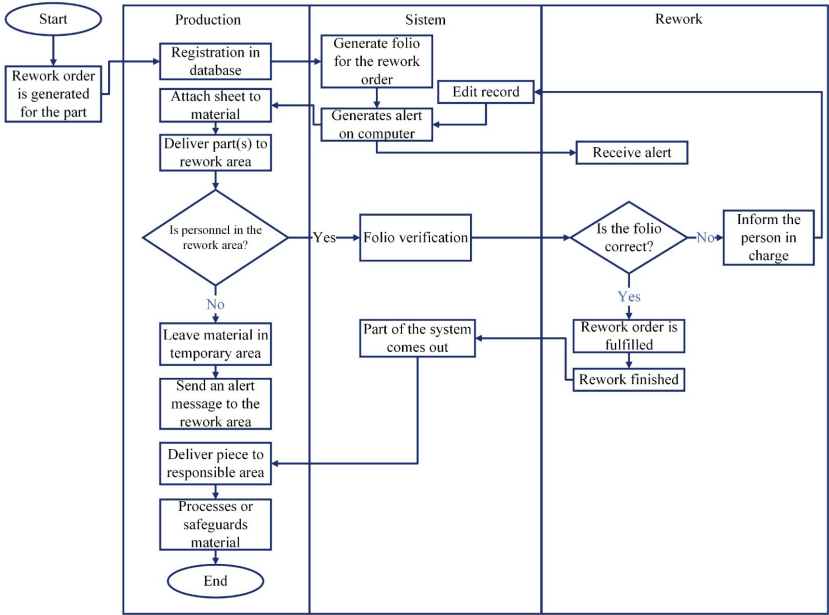 Start
Production
Sistem
Rework
Rework order
is generated
for the part
Registration in
database
Generate folio
for the rework
order
Edit record
Attach sheet to
material
Generates alert
on computer
Deliver part(s) to
rework area
Receive alert
Is personnel in the
rework area?
Yes
Folio verification
Is the folio
correct?
No
Inform the
person in
charge
No
Yes
Leave material in
temporary area
Part of the system
comes out
Rework order is
fulfilled
Send an alert
message to the
rework area
Rework finished
Deliver piece to
responsible area
Processes or
safeguards
material
End